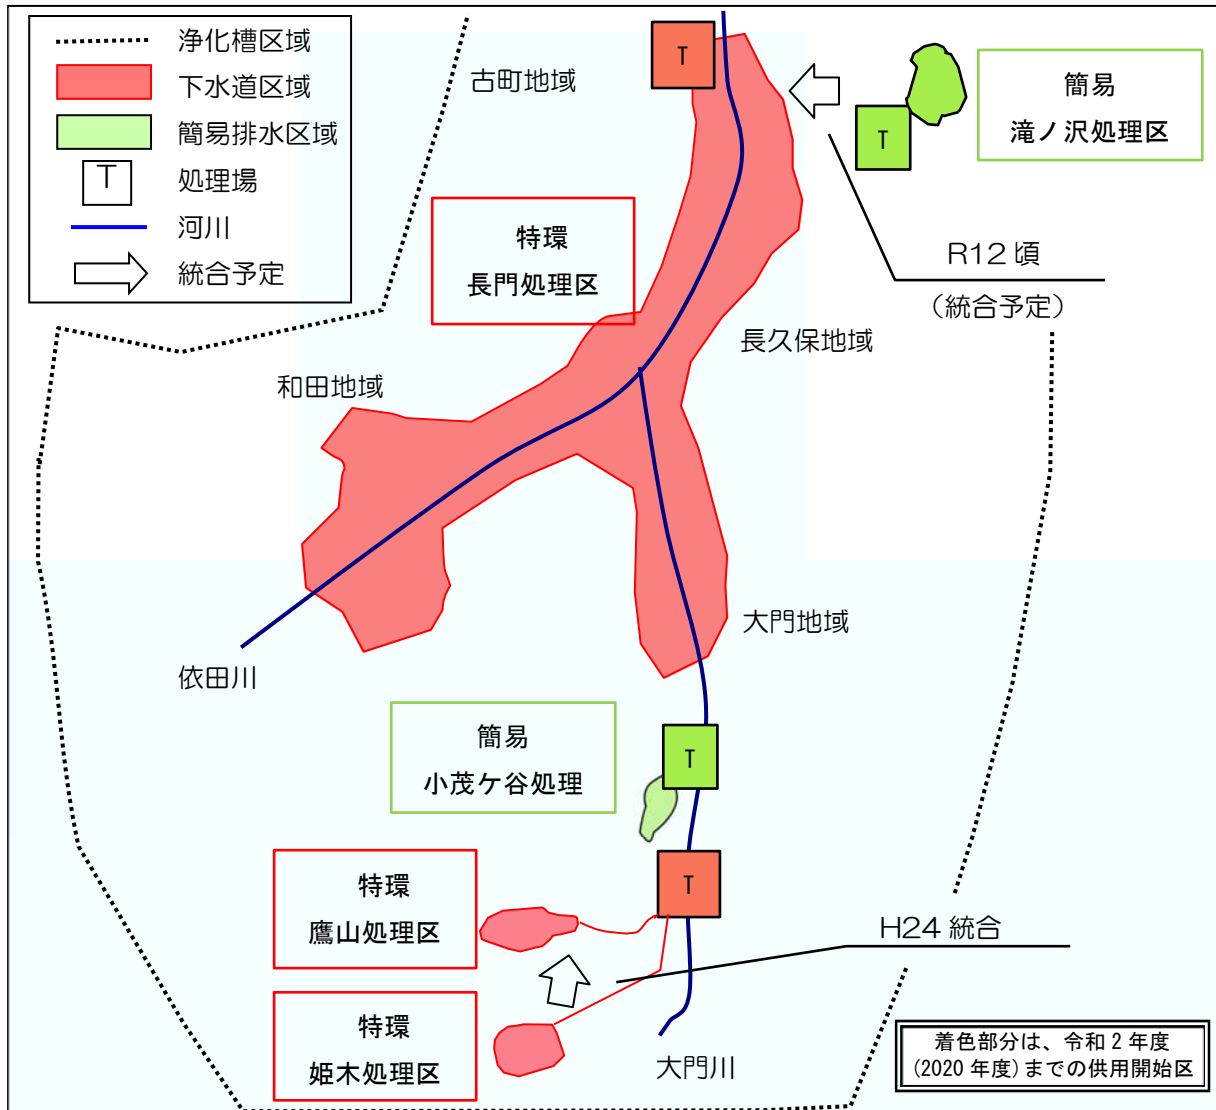 浄化槽区域
下水道区域
簡易排水区域
T
処理場
河川
統合予定
古町地域
T
簡易
滝ノ沢処理区
T
特環
長門処理区
R12 頃
(統合予定)
長久保地域
和田地域
大門地域
依田川
簡易
小茂ケ谷処理
T
特環
鷹山処理区
T
H24 統合
特環
姫木処理区
大門川
着色部分は、令和 2 年度
(2020 年度)までの供用開始区